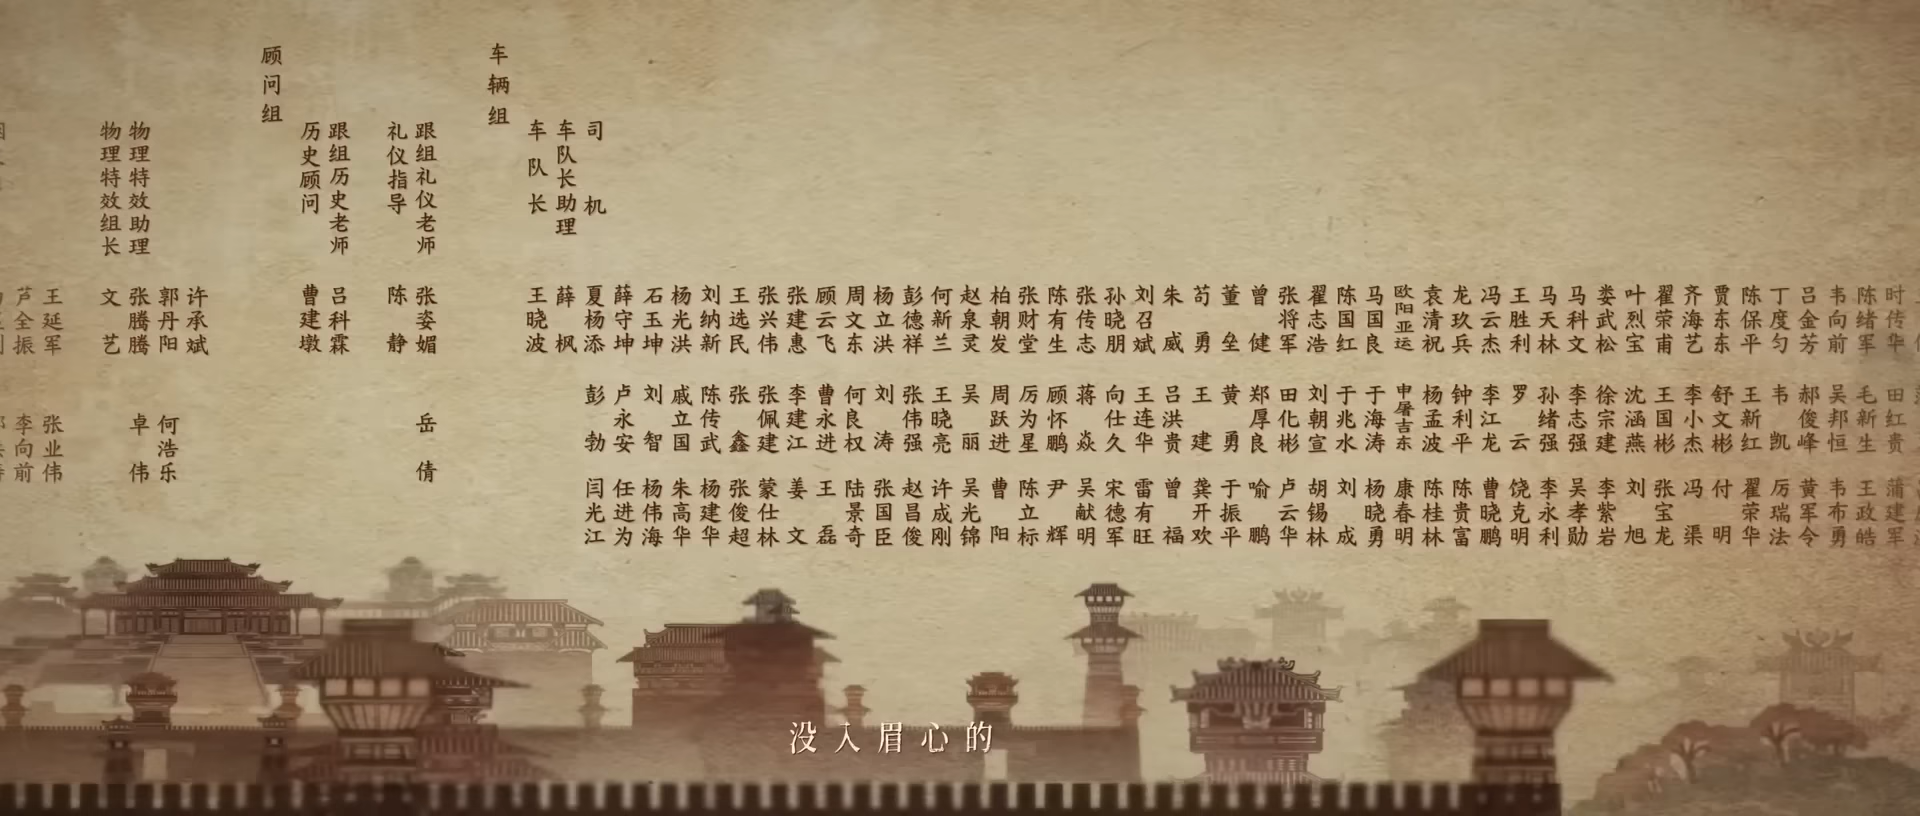 芦全振
李向前
王延军
张业伟
物理特效组长
文艺
物理特效助理
张腾腾
卓伟
郭丹阳
何浩乐
许承斌
顾问组
历史顾问
曹建墩
跟组历史老师
吕科霖
礼仪指导
陈静
跟组礼仪老师
张姿媚
岳倩
车辆组
车队长
王晓波
车队长助理
薛枫
司机
夏杨添
彭勃
闫光江
薛守坤
卢永安
任进为
石玉坤
刘智
杨伟海
杨光洪
戚立国
朱高华
刘纳新
陈传武
杨建华
王选民
张鑫
张俊超
张兴伟
张佩建
蒙仕林
张建惠
李建江
姜文
顾云飞
曹永进
王磊
周文东
何良权
陆景奇
杨立洪
刘涛
张国臣
彭德祥
张伟强
赵昌俊
何新兰
王晓亮
许成刚
赵泉灵
吴丽
吴光锦
柏朝发
周跃进
曹阳
张财堂
厉为星
陈立标
陈有生
顾怀鹏
尹辉
张传志
蒋焱
吴献明
孙晓朋
向仕久
宋德军
刘召斌
王连华
雷有旺
朱威
吕洪贵
曾福
苟勇
王建
龚开欢
董垒
黄勇
于振平
曾健
郑厚良
喻鹏
张将军
田化彬
卢云华
翟志浩
刘朝宣
胡锡林
陈国红
于兆水
刘成
马国良
于海涛
杨晓勇
欧阳亚运
申屠吉东
康春明
袁清祝
杨孟波
陈桂林
龙玖兵
钟利平
陈贵富
冯云杰
李江龙
曹晓鹏
王胜利
罗云
饶克明
马天林
孙绪强
李永利
马科文
李志强
吴孝勋
娄武松
徐宗建
李紫岩
叶烈宝
沈涵燕
刘旭
翟荣甫
王国彬
张宝龙
齐海艺
李小杰
冯渠
贾东东
舒文彬
付明
陈保平
王新红
翟荣华
丁度匀
韦凯
厉瑞法
吕金芳
郝俊峰
黄军令
韦向前
吴邦恒
韦布勇
陈绪军
毛新生
王政皓
时传华
田红贵
蒲建军
没入眉心的